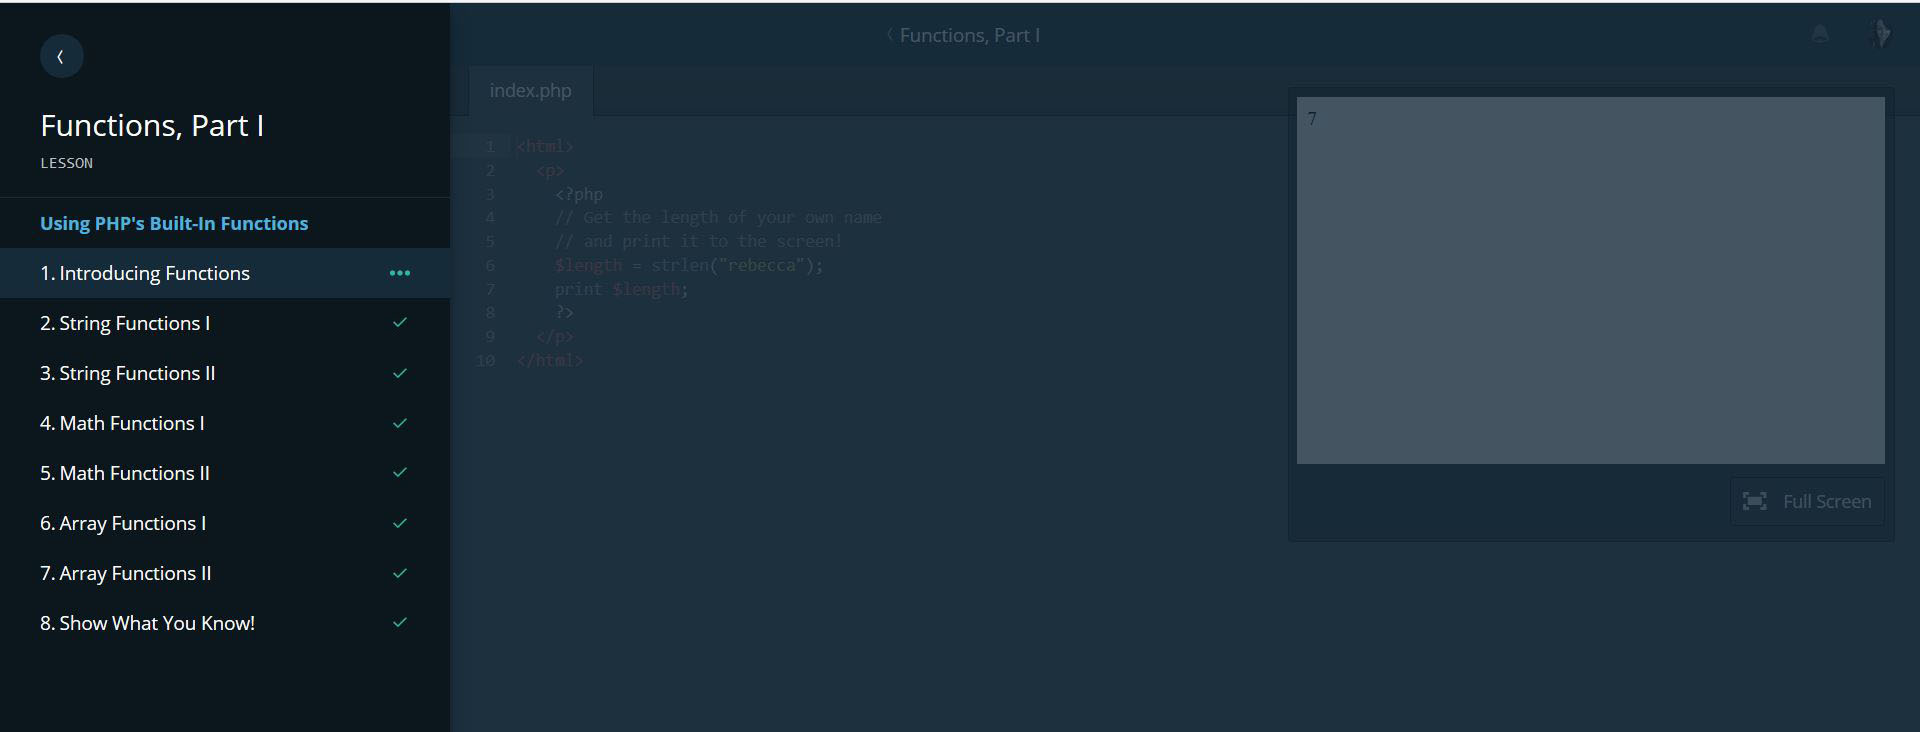 Functions, Part I
LESSON
Using PHP's Built-In Functions
1. Introducing Functions
2. String Functions I
3. String Functions II
4. Math Functions I
5. Math Functions II
6. Array Functions I
7. Array Functions II
8. Show What You Know!
Functions, Part I
index.php
1 <html>
2 <p>
3 <?php
4 // Get the length of your own name
5 // and print it to the screen!
6 $length = strlen("rebecca");
7 print $length;
8 ?>
9 </p>
10 </html>
7
Full Screen